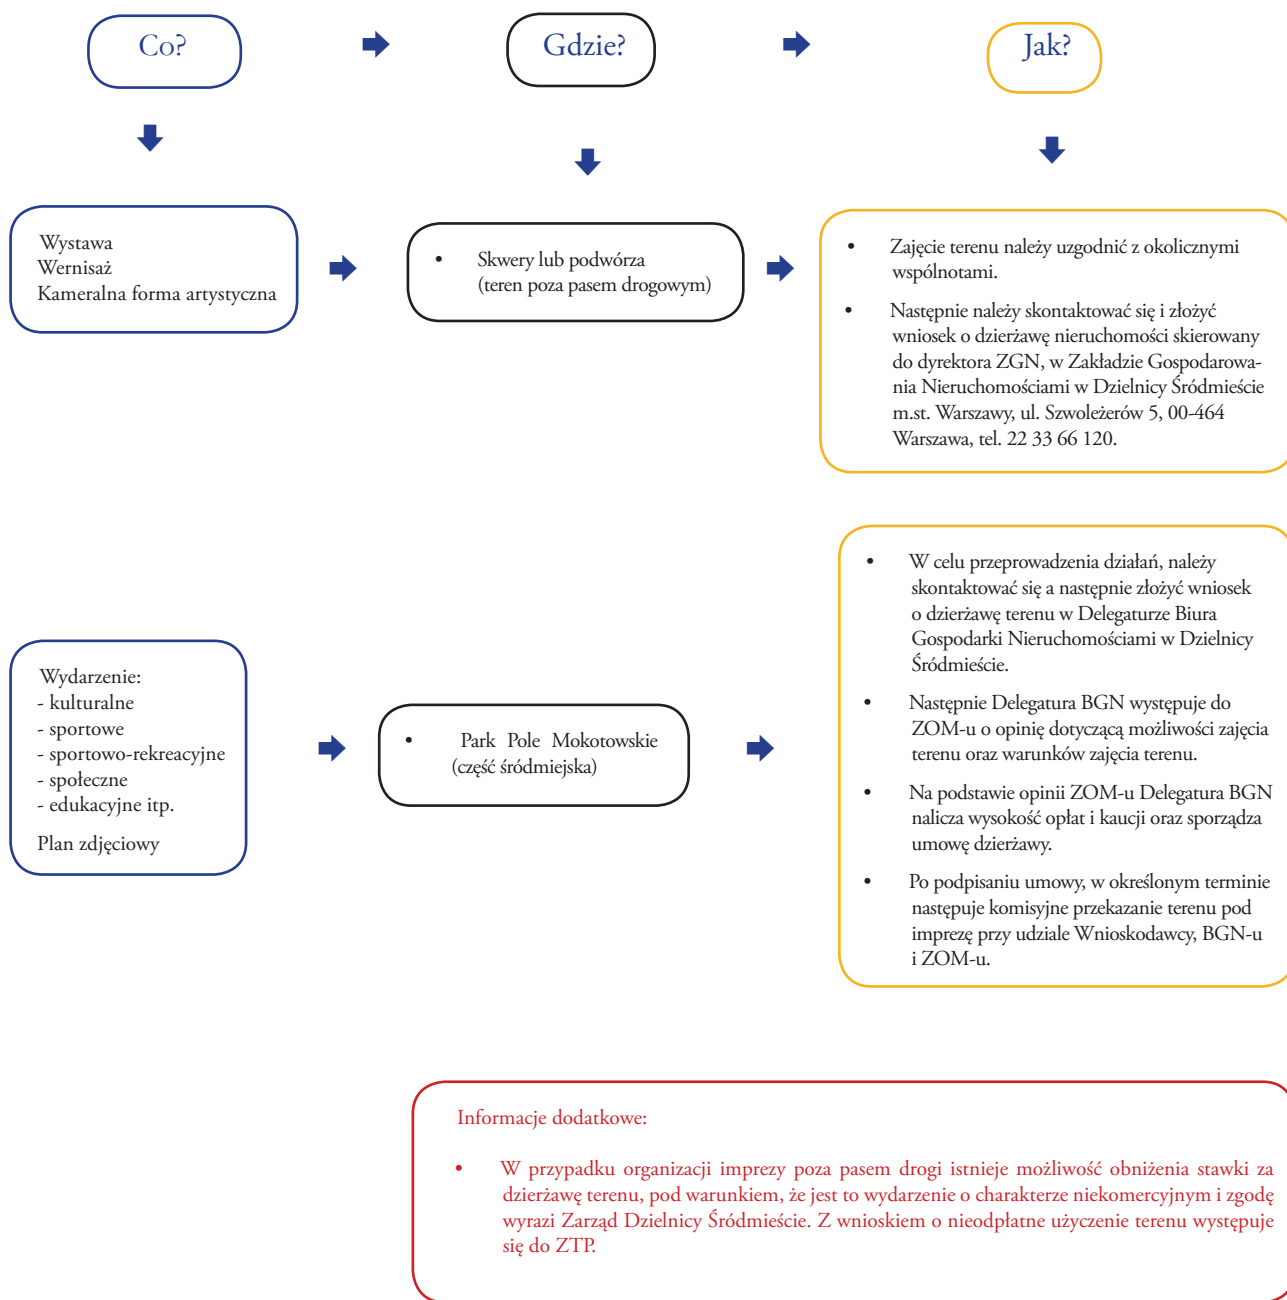 Co?
Gdzie?
Jak?
Wystawa
Wernisaż
Kameralna forma artystyczna
• Skwery lub podwórza
(teren poza pasem drogowym)
• Zajęcie terenu należy uzgodnić z okolicznymi
wspólnotami.
• Następnie należy skontaktować się i złożyć
wniosek o dzierżawę nieruchomości skierowany
do dyrektora ZGN, w Zakładzie Gospodarowa-
nia Nieruchomościami w Dzielnicy Śródmieście
m.st. Warszawy, ul. Szwoleżerów 5, 00-464
Warszawa, tel. 22 33 66 120.
Wydarzenie:
- kulturalne
- sportowe
- sportowo-rekreacyjne
- społeczne
- edukacyjne itp.
Plan zdjęciowy
• Park Pole Mokotowskie
(część śródmiejska)
• W celu przeprowadzenia działań, należy
skontaktować się a następnie złożyć wniosek
o dzierżawę terenu w Delegaturze Biura
Gospodarki Nieruchomościami w Dzielnicy
Śródmieście.
• Następnie Delegatura BGN występuje do
ZOM-u o opinię dotyczącą możliwości zajęcia
terenu oraz warunków zajęcia terenu.
• Na podstawie opinii ZOM-u Delegatura BGN
nalicza wysokość opłat i kaucji oraz sporządza
umowę dzierżawy.
• Po podpisaniu umowy, w określonym terminie
następuje komisyjne przekazanie terenu pod
imprezę przy udziale Wnioskodawcy, BGN-u
i ZOM-u.
Informacje dodatkowe:
• W przypadku organizacji imprezy poza pasem drogi istnieje możliwość obniżenia stawki za
dzierżawę terenu, pod warunkiem, że jest to wydarzenie o charakterze niekomercyjnym i zgodę
wyrazi Zarząd Dzielnicy Śródmieście. Z wnioskiem o nieodpłatne użyczenie terenu występuje
się do ZTP.